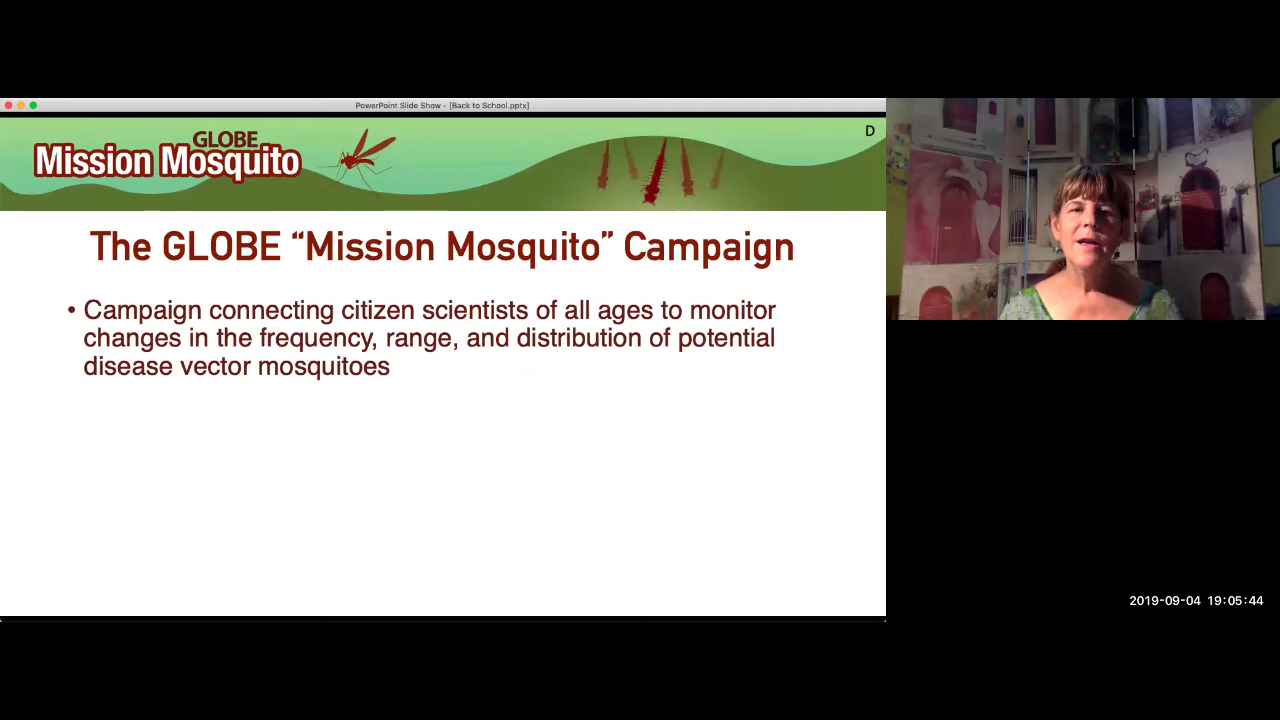 PowerPoint Slide Show - [Back to School.pptx]
D
GLOBE
Mission Mosquito
The GLOBE “Mission Mosquito” Campaign
• Campaign connecting citizen scientists of all ages to monitor
changes in the frequency, range, and distribution of potential
disease vector mosquitoes
2019-09-04 19:05:44